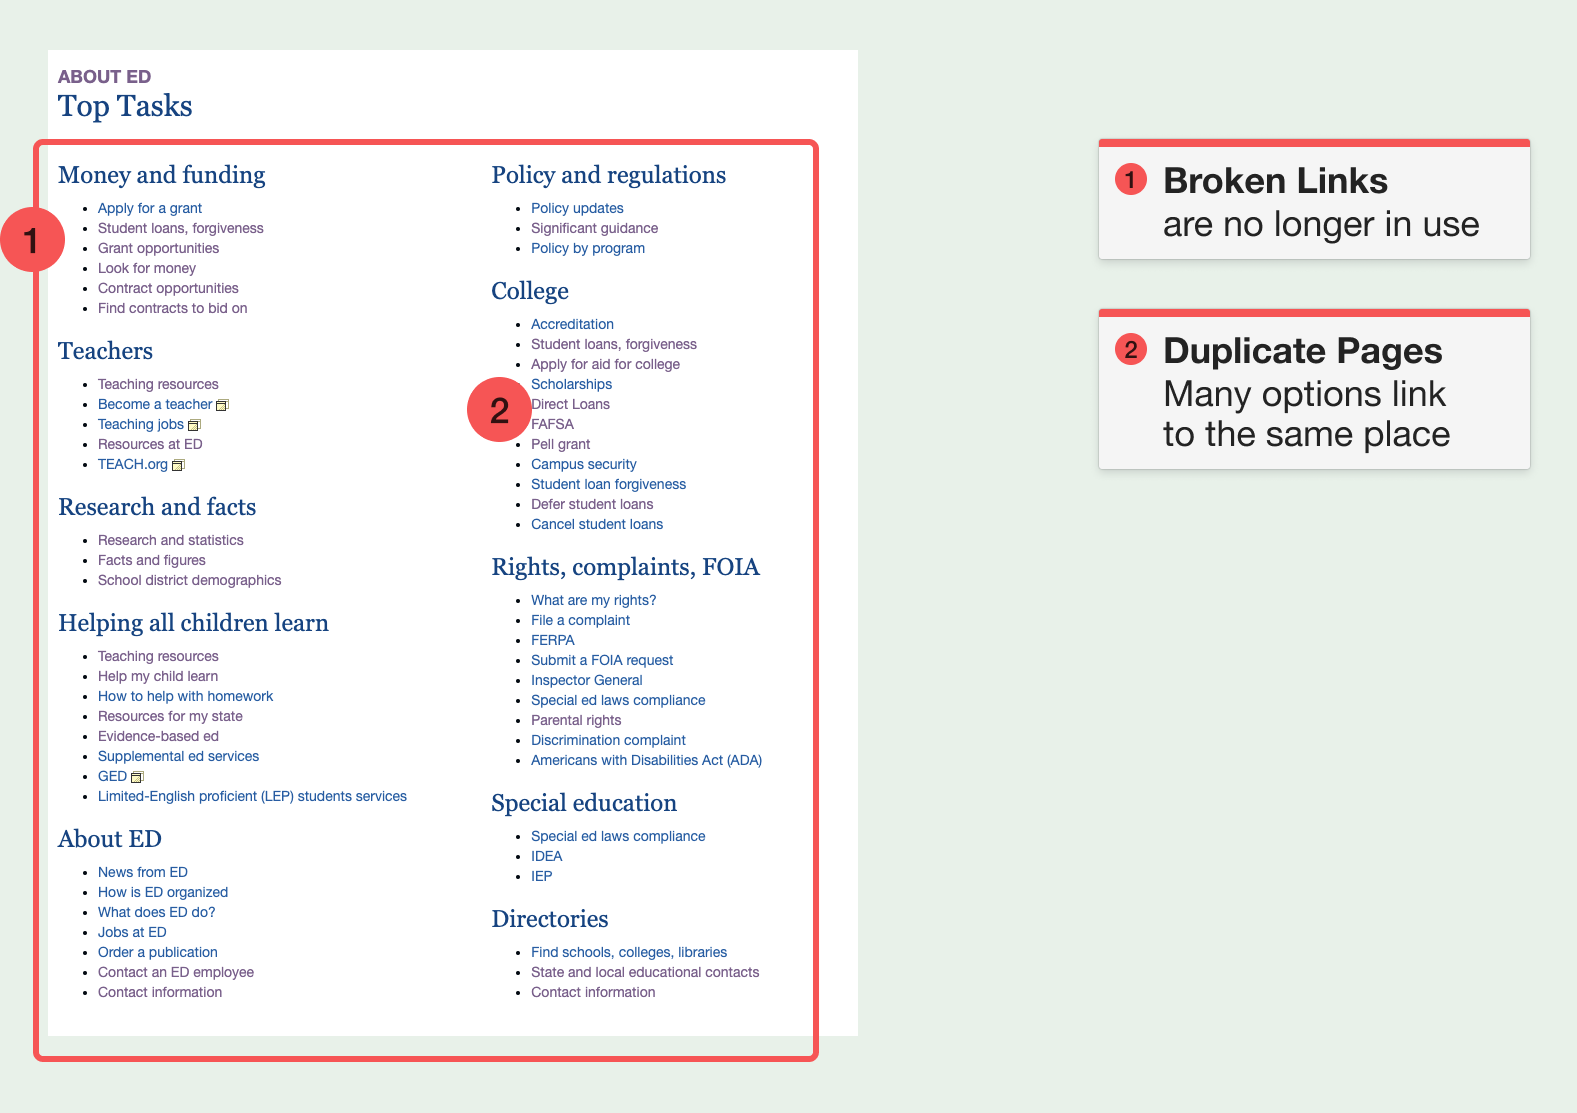 ABOUT ED
Top Tasks
1
Money and funding
Apply for a grant
Student loans, forgiveness
Grant opportunities
Look for money
Contract opportunities
Find contracts to bid on
Teachers
Teaching resources
Become a teacher
Teaching jobs
Resources at ED
TEACH.org
Research and facts
Research and statistics
Facts and figures
School district demographics
Helping all children learn
Teaching resources
Help my child learn
How to help with homework
Resources for my state
Evidence-based ed
Supplemental ed services
GED
Limited-English proficient (LEP) students services
About ED
News from ED
How is ED organized
What does ED do?
Jobs at ED
Order a publication
Contact an ED employee
Contact information
Policy and regulations
Policy updates
Significant guidance
Policy by program
College
Accreditation
Student loans, forgiveness
Apply for aid for college
Scholarships
2
Direct Loans
FAFSA
Pell grant
Campus security
Student loan forgiveness
Defer student loans
Cancel student loans
Rights, complaints, FOIA
What are my rights?
File a complaint
FERPA
Submit a FOIA request
Inspector General
Special ed laws compliance
Parental rights
Discrimination complaint
Americans with Disabilities Act (ADA)
Special education
Special ed laws compliance
IDEA
IEP
Directories
Find schools, colleges, libraries
State and local educational contacts
Contact information
1 Broken Links
are no longer in use
2 Duplicate Pages
Many options link
to the same place